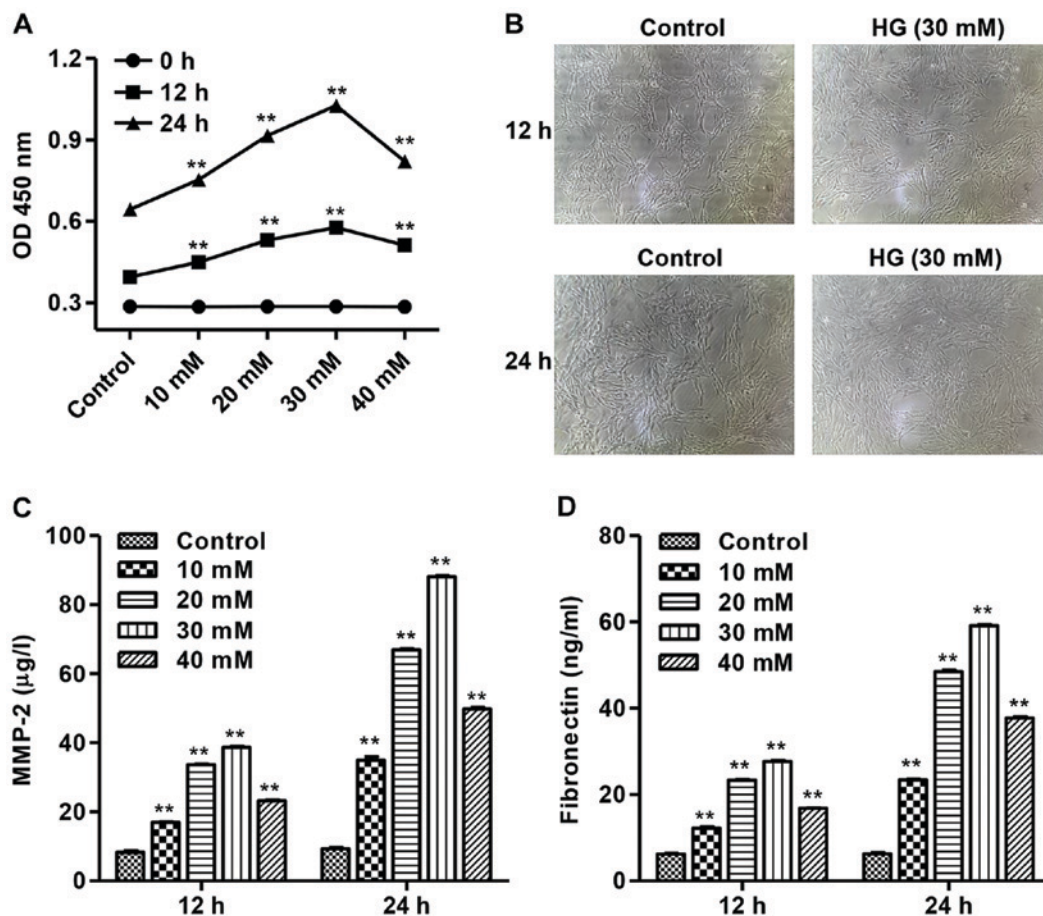 A
OD 450 nm
1.2
0.9
0.6
0.3
0 h
12 h
24 h
** ** ** **
** ** ** **
Control 10 mM 20 mM 30 mM 40 mM
B
Control HG (30 mM)
12 h
Control HG (30 mM)
24 h
C
MMP-2 (µg/l)
100
80
60
40
20
0
Control
10 mM
20 mM
30 mM
40 mM
** ** ** **
** ** ** **
12 h 24 h
D
Fibronectin (ng/ml)
80
60
40
20
0
Control
10 mM
20 mM
30 mM
40 mM
** ** ** **
** ** ** **
12 h 24 h